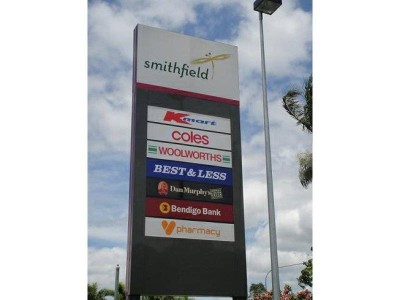 smithfield
Kmart
coles
WOOLWORTHS
BEST & LESS
Dan Murphy's
Bendigo Bank
pharmacy